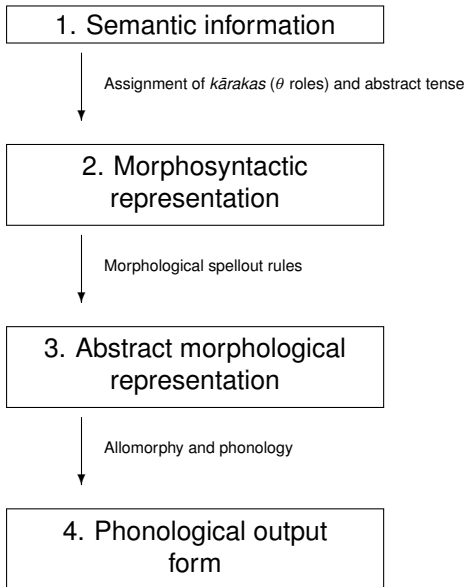 1. Semantic information
Assignment of kārakas (θ roles) and abstract tense
2. Morphosyntactic
representation
Morphological spellout rules
3. Abstract morphological
representation
Allomorphy and phonology
4. Phonological output
form